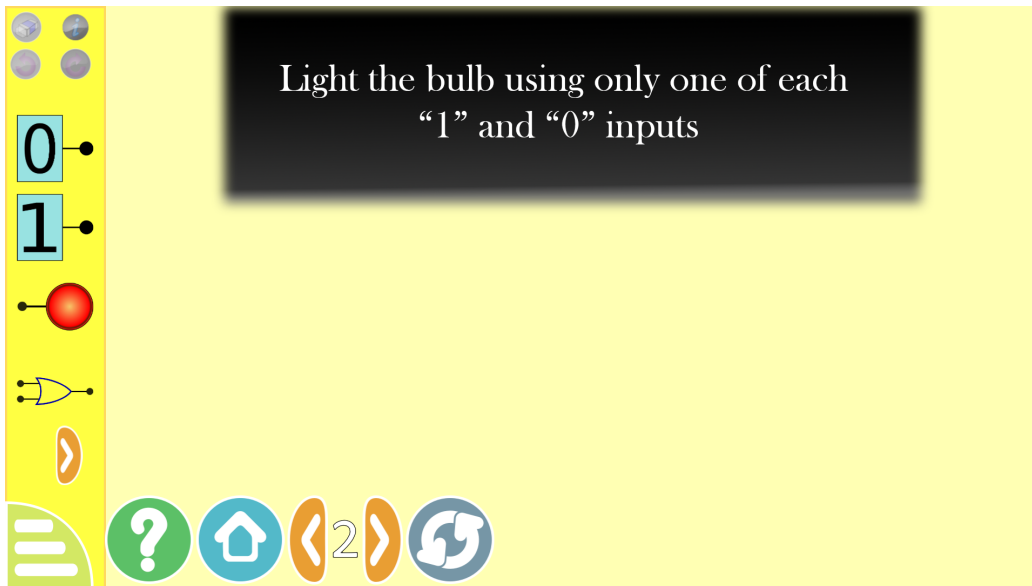 Light the bulb using only one of each
“1” and “0” inputs
0
1
2